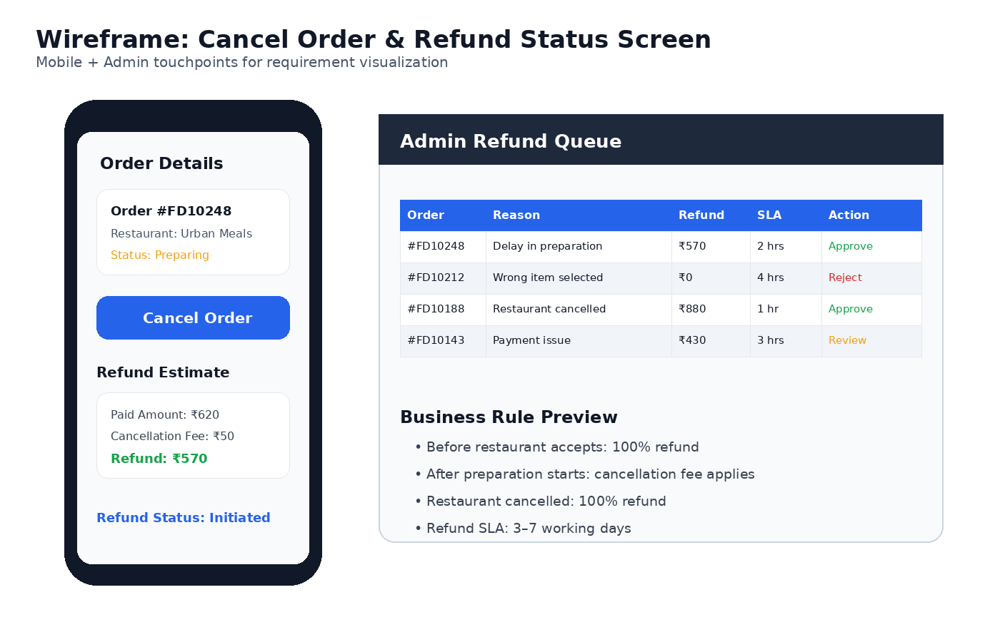 Wireframe: Cancel Order & Refund Status Screen
Mobile + Admin touchpoints for requirement visualization
Order Details
Order #FD10248
Restaurant: Urban Meals
Status: Preparing
Cancel Order
Refund Estimate
Paid Amount: ₹620
Cancellation Fee: ₹50
Refund: ₹570
Refund Status: Initiated
Admin Refund Queue
Order Reason Refund SLA Action
#FD10248 Delay in preparation ₹570 2 hrs Approve
#FD10212 Wrong item selected ₹0 4 hrs Reject
#FD10188 Restaurant cancelled ₹880 1 hr Approve
#FD10143 Payment issue ₹430 3 hrs Review
Business Rule Preview
• Before restaurant accepts: 100% refund
• After preparation starts: cancellation fee applies
• Restaurant cancelled: 100% refund
• Refund SLA: 3–7 working days